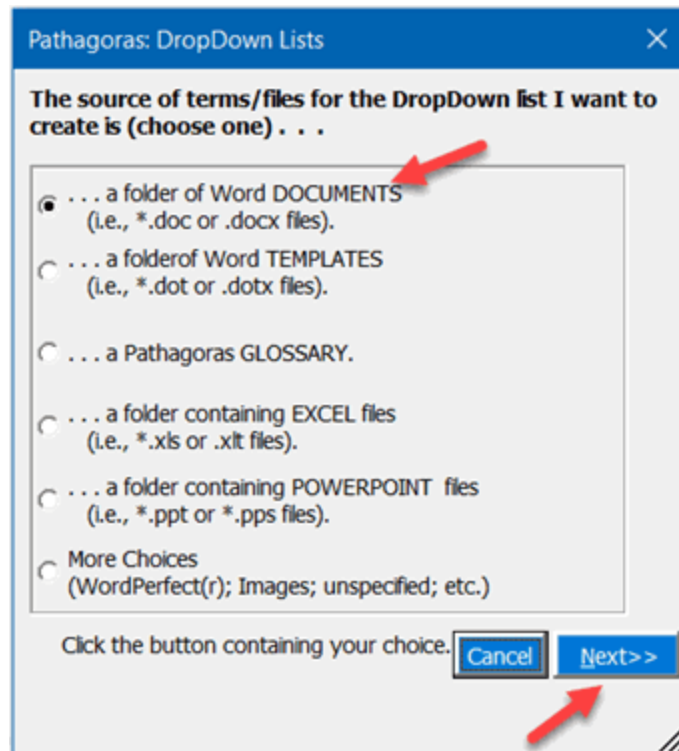 Pathagoras: DropDown Lists
The source of terms/files for the DropDown list I want to
create is (choose one) . . .
. . . a folder of Word DOCUMENTS
(i.e., *.doc or .docx files).
. . . a folderof Word TEMPLATES
(i.e., *.dot or .dotx files).
. . . a Pathagoras GLOSSARY.
. . . a folder containing EXCEL files
(i.e., *.xls or .xlt files).
. . . a folder containing POWERPOINT  files
(i.e., *.ppt or *.pps files).
More Choices
(WordPerfect(r); Images; unspecified; etc.)
Click the button containing your choice. Cancel Next>>